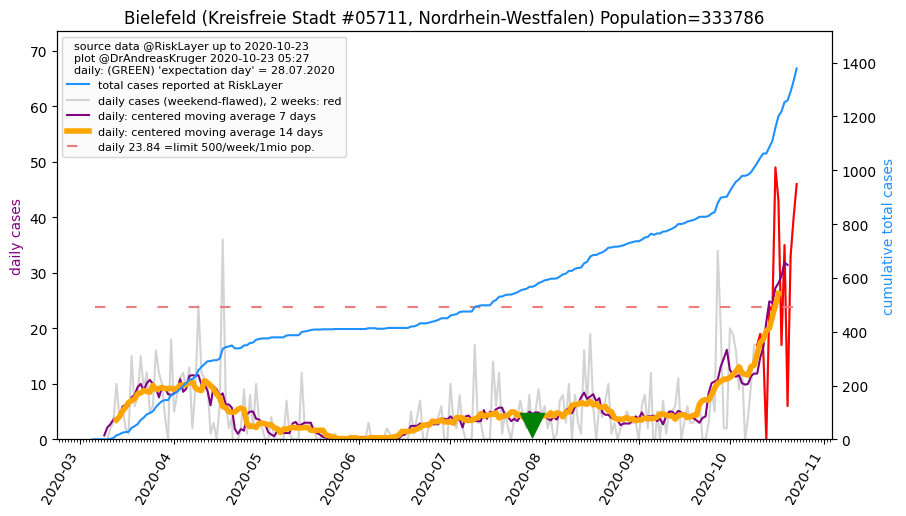 Bielefeld (Kreisfreie Stadt #05711, Nordrhein-Westfalen) Population=333786
source data @RiskLayer up to 2020-10-23
plot @DrAndreasKruger 2020-10-23 05:27
daily: (GREEN) 'expectation day' = 28.07.2020
total cases reported at RiskLayer
daily cases (weekend-flawed), 2 weeks: red
daily: centered moving average 7 days
daily: centered moving average 14 days
daily 23.84 =limit 500/week/1mio pop.
daily cases
70
60
50
40
30
20
10
0
cumulative total cases
1400
1200
1000
800
600
400
200
0
2020-03
2020-04
2020-05
2020-06
2020-07
2020-08
2020-09
2020-10
2020-11